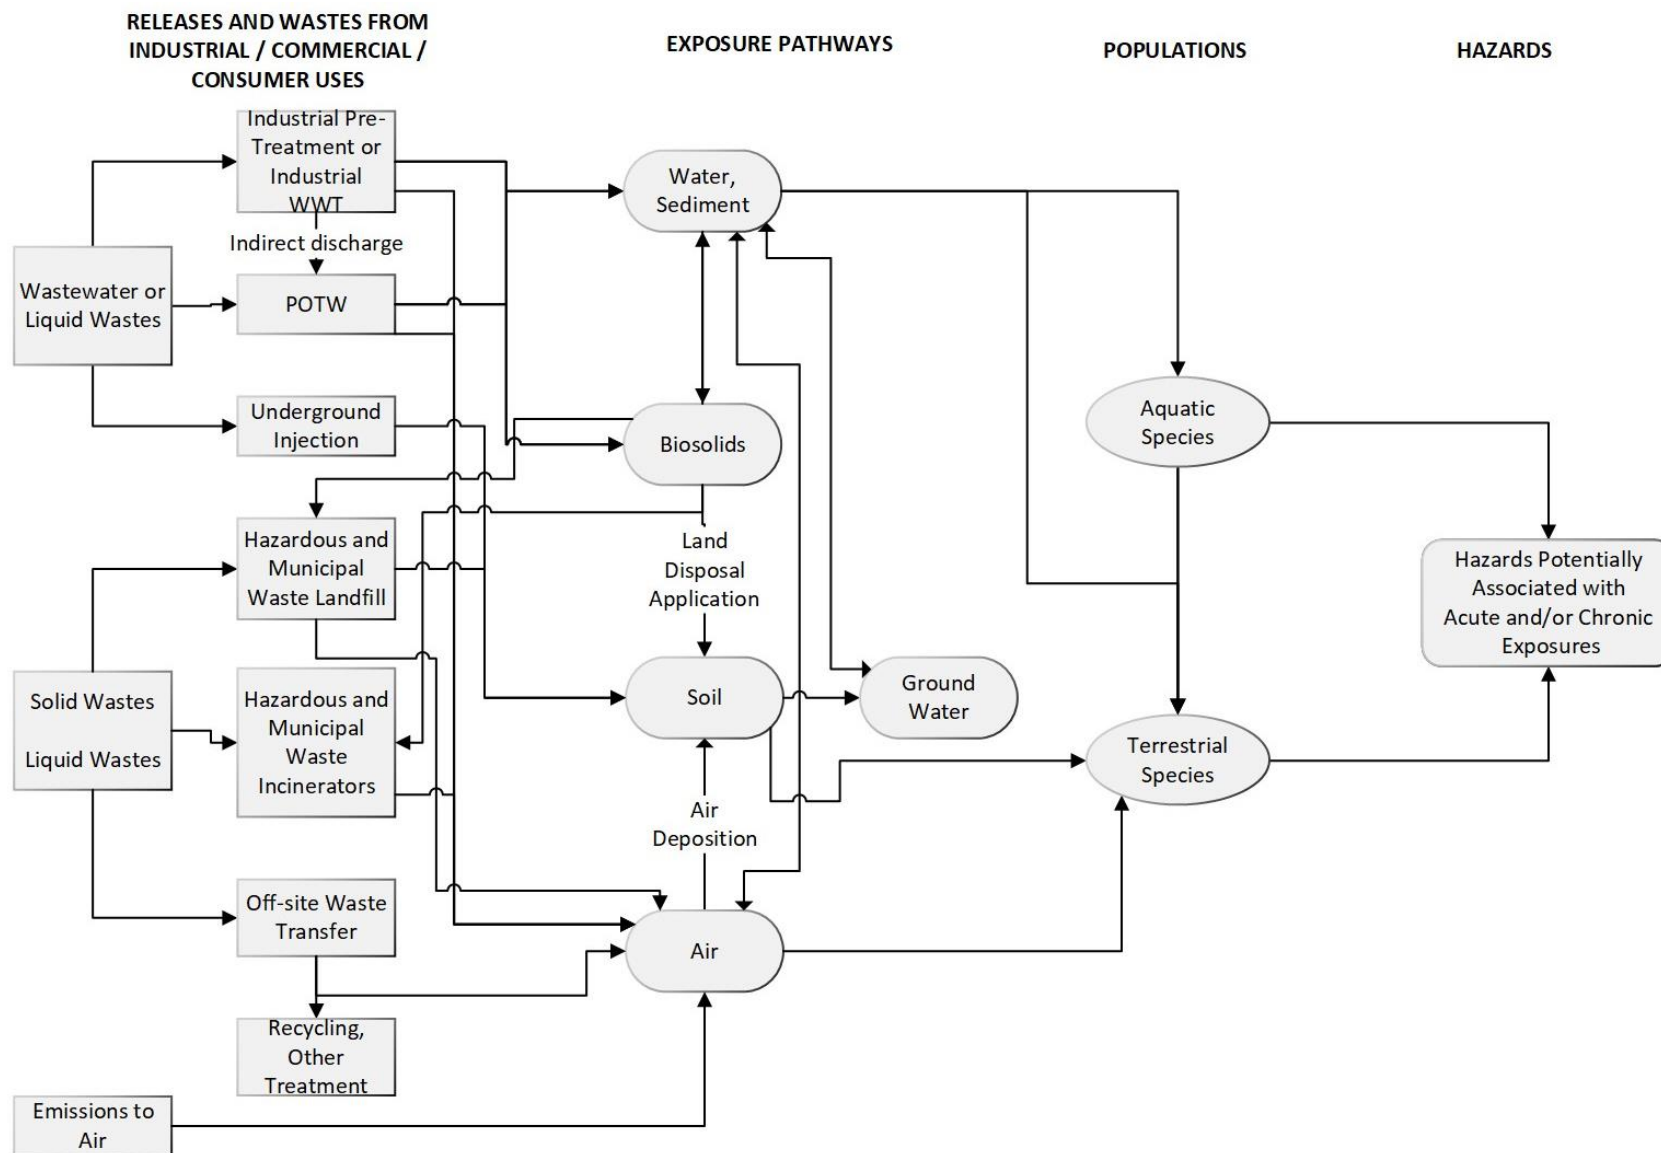 RELEASES AND WASTES FROM
INDUSTRIAL / COMMERCIAL /
CONSUMER USES
EXPOSURE PATHWAYS
POPULATIONS
HAZARDS
Industrial Pre-
Treatment or
Industrial
WWT
Indirect discharge
Wastewater or
Liquid Wastes
POTW
Underground
Injection
Hazardous and
Municipal
Waste Landfill
Solid Wastes
Liquid Wastes
Hazardous and
Municipal
Waste
Incinerators
Off-site Waste
Transfer
Recycling,
Other
Treatment
Emissions to
Air
Water,
Sediment
Biosolids
Land
Disposal
Application
Soil
Ground
Water
Air
Deposition
Air
Aquatic
Species
Terrestrial
Species
Hazards Potentially
Associated with
Acute and/or Chronic
Exposures